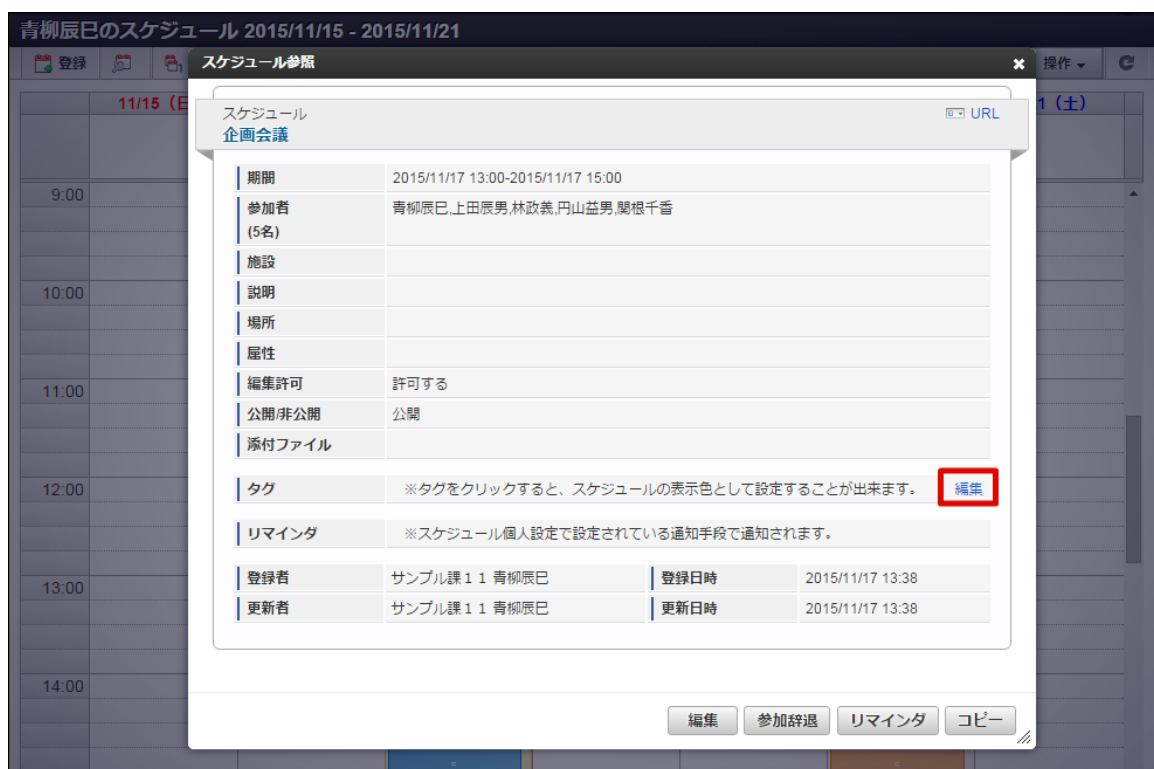 青柳辰巳のスケジュール 2015/11/15 - 2015/11/21
登録
操作
スケジュール参照
11/15（日
1（土）
スケジュール
URL
企画会議
期間 2015/11/17 13:00-2015/11/17 15:00
参加者 青柳辰巳,上田辰男,林政義,円山益男,関根千香
(5名)
施設
説明
場所
属性
編集許可 許可する
公開/非公開 公開
添付ファイル
タグ ※タグをクリックすると、スケジュールの表示色として設定することが出来ます。 編集
リマインダ ※スケジュール個人設定で設定されている通知手段で通知されます。
登録者 サンプル課１１ 青柳辰巳 登録日時 2015/11/17 13:38
更新者 サンプル課１１ 青柳辰巳 更新日時 2015/11/17 13:38
編集 参加辞退 リマインダ コピー
9:00
10:00
11:00
12:00
13:00
14:00